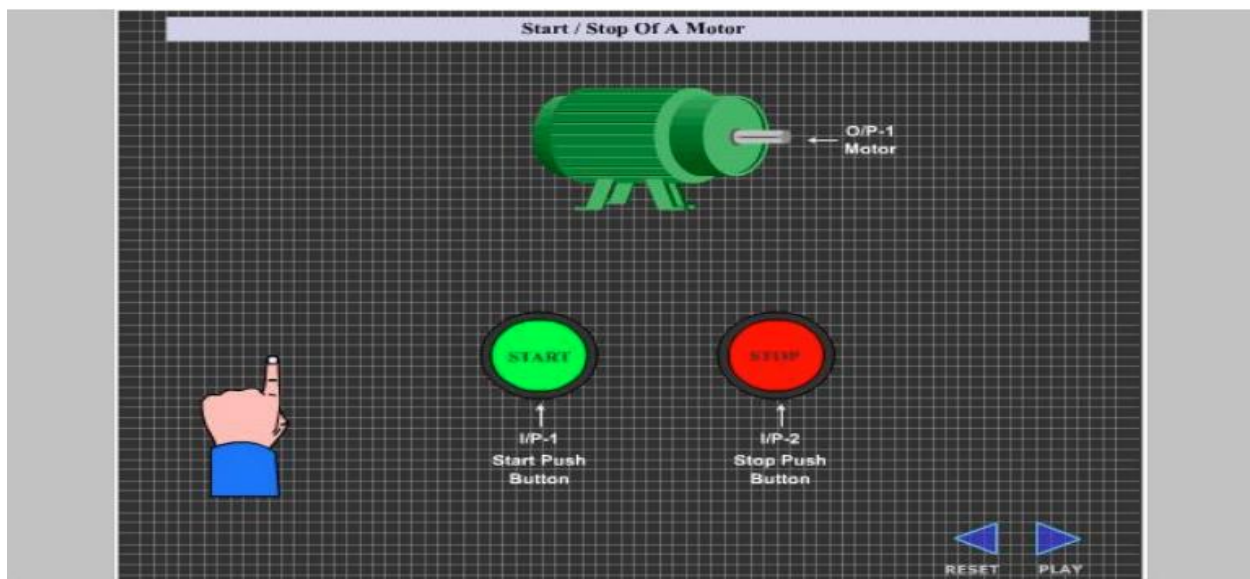 Start / Stop Of A Motor
O/P-1
Motor
START
STOP
I/P-1
Start Push
Button
I/P-2
Stop Push
Button
RESET
PLAY